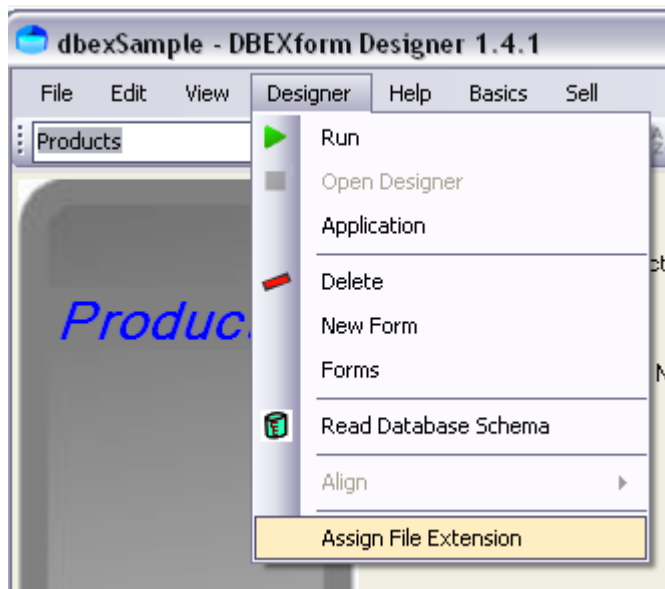 dbexSample - DBEXform Designer 1.4.1
File Edit View Designer Help Basics Sell
Products
Run
Open Designer
Application
Delete
New Form
Forms
Read Database Schema
Align
Assign File Extension